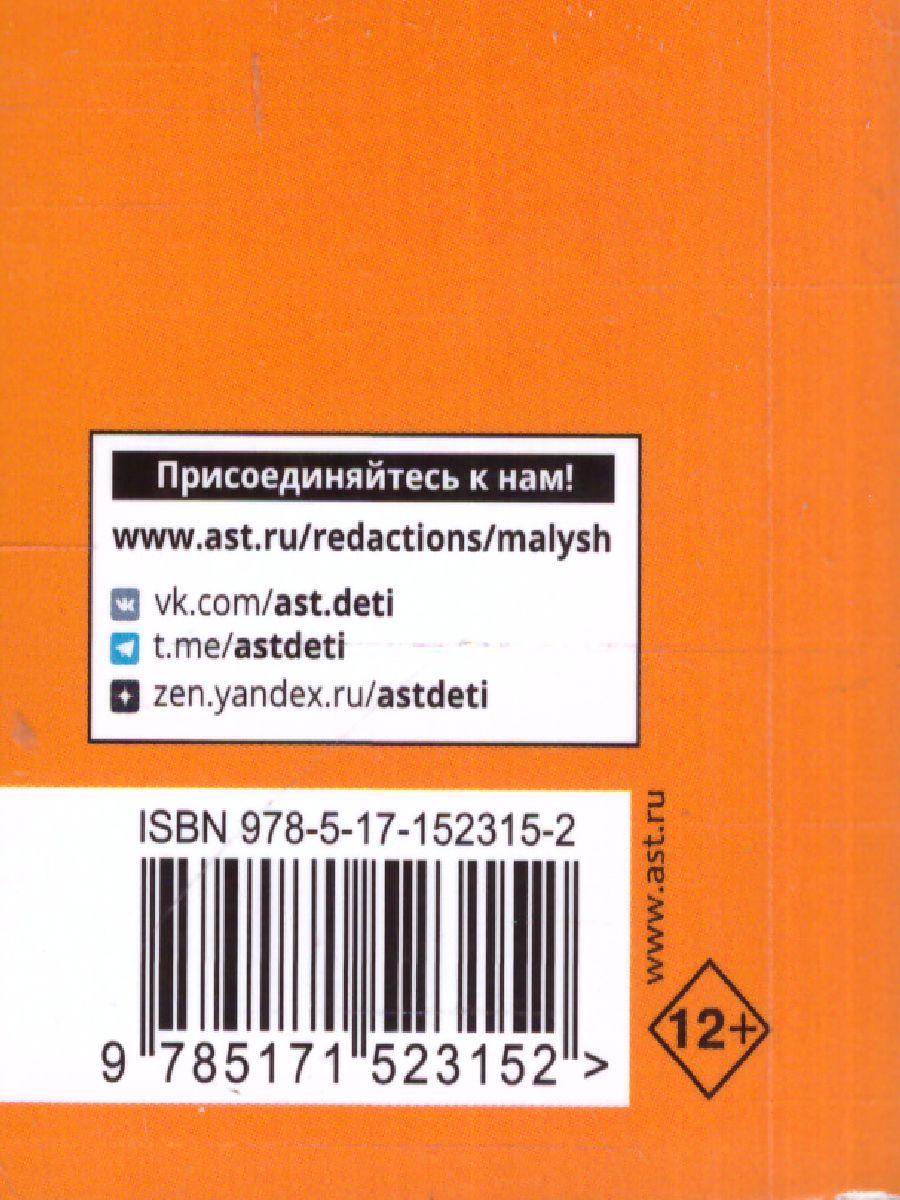 Присоединяйтесь к нам!
www.ast.ru/redactions/malysh
vk.com/ast.deti
t.me/astdeti
zen.yandex.ru/astdeti
ISBN 978-5-17-152315-2
9 785171 523152 >
www.ast.ru
12+